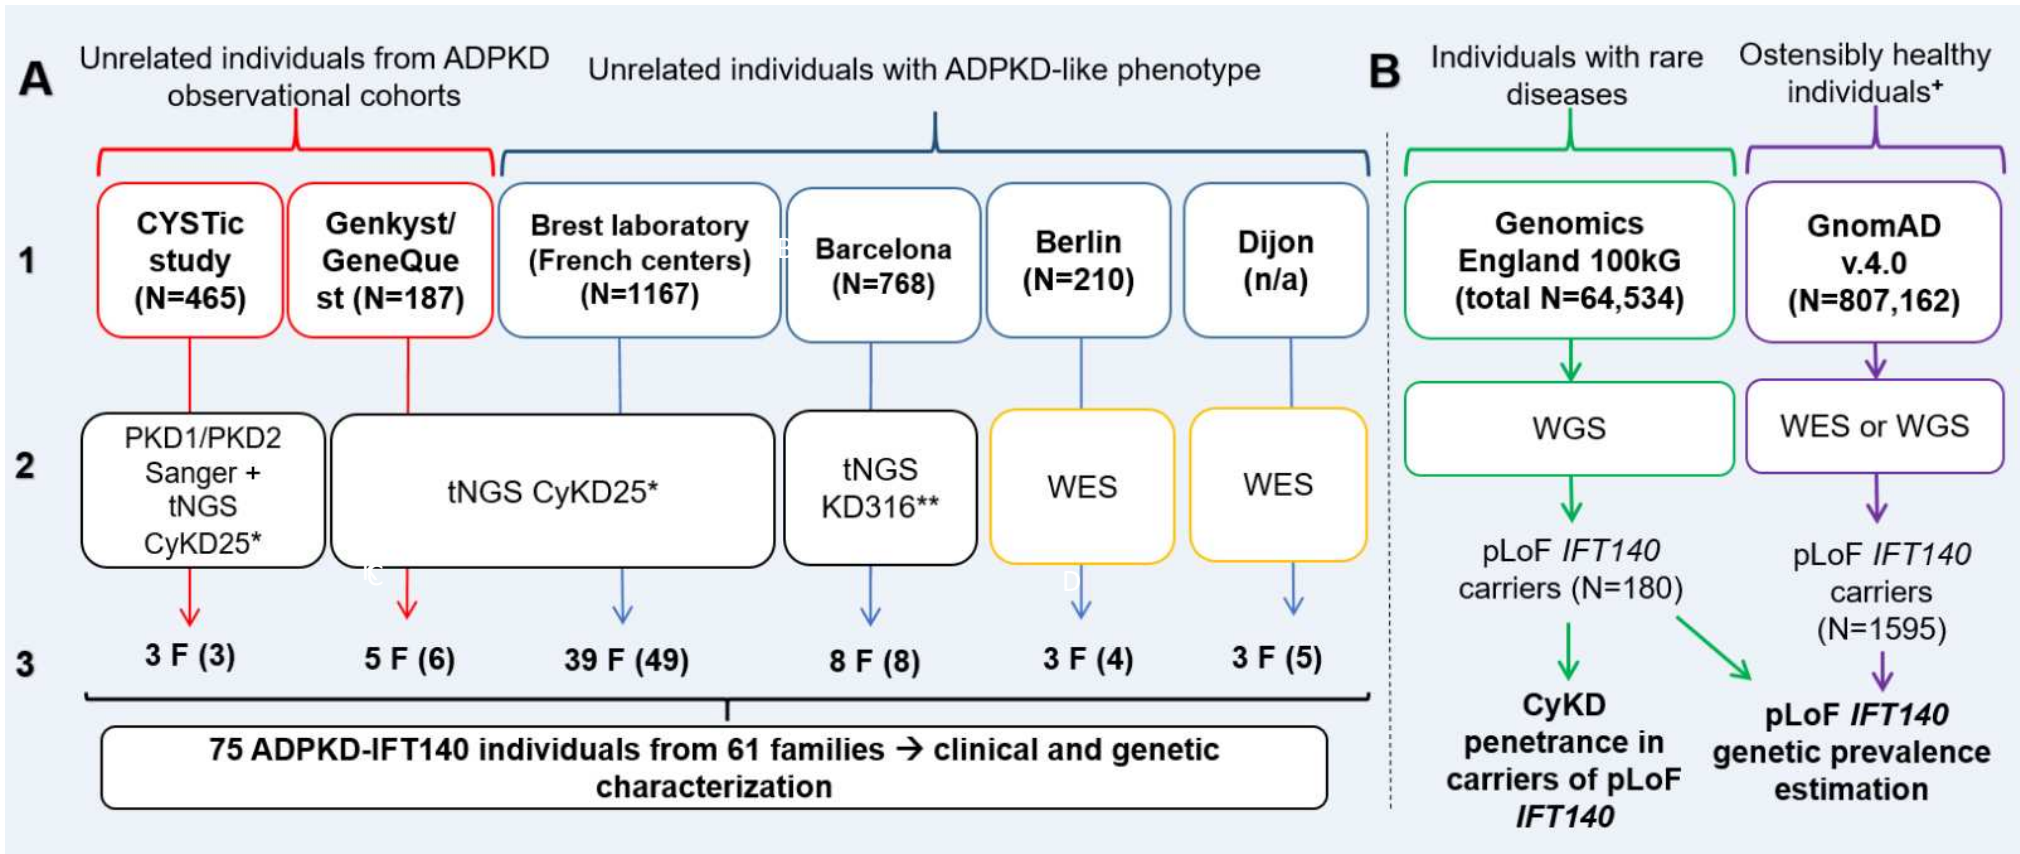 A
Unrelated individuals from ADPKD
observational cohorts
Unrelated individuals with ADPKD-like phenotype
B
Individuals with rare
diseases
Ostensibly healthy
individuals⁺
1
CYSTic
study
(N=465)
Genkyst/
GeneQue
st (N=187)
Brest laboratory
(French centers)
(N=1167)
B
Barcelona
(N=768)
Berlin
(N=210)
Dijon
(n/a)
Genomics
England 100kG
(total N=64,534)
GnomAD
v.4.0
(N=807,162)
2
PKD1/PKD2
Sanger +
tNGS
CyKD25*
tNGS CyKD25*
tNGS
KD316**
WES
WES
WGS
WES or WGS
C
D
pLoF IFT140
carriers (N=180)
pLoF IFT140
carriers
(N=1595)
3
3 F (3)
5 F (6)
39 F (49)
8 F (8)
3 F (4)
3 F (5)
75 ADPKD-IFT140 individuals from 61 families → clinical and genetic
characterization
CyKD
penetrance in
carriers of pLoF
IFT140
pLoF IFT140
genetic prevalence
estimation